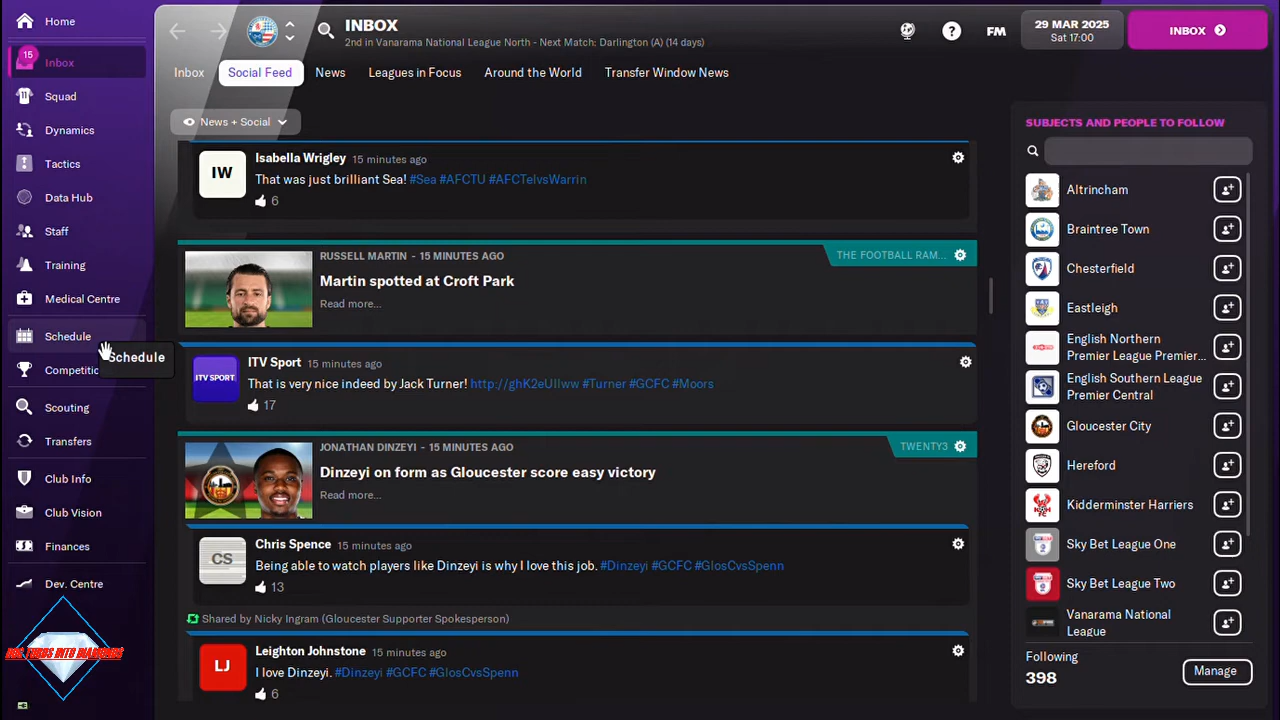 Home
15
Inbox
Squad
Dynamics
Tactics
Data Hub
Staff
Training
Medical Centre
Schedule
Schedule
Competitio
Scouting
Transfers
Club Info
Club Vision
Finances
Dev. Centre
INBOX
2nd in Vanarama National League North - Next Match: Darlington (A) (14 days)
?
FM
29 MAR 2025
Sat 17:00
INBOX
Inbox
Social Feed
News
Leagues in Focus
Around the World
Transfer Window News
News + Social
IW
Isabella Wrigley 15 minutes ago
That was just brilliant Sea! #Sea #AFCTU #AFCTelvsWarrin
6
RUSSELL MARTIN - 15 MINUTES AGO
THE FOOTBALL RAM...
Martin spotted at Croft Park
Read more...
ITV SPORT
ITV Sport 15 minutes ago
That is very nice indeed by Jack Turner! http://ghK2eUIlww #Turner #GCFC #Moors
17
JONATHAN DINZEYI - 15 MINUTES AGO
TWENTY3
Dinzeyi on form as Gloucester score easy victory
Read more...
CS
Chris Spence 15 minutes ago
Being able to watch players like Dinzeyi is why I love this job. #Dinzeyi #GCFC #GlosCvsSpenn
13
Shared by Nicky Ingram (Gloucester Supporter Spokesperson)
LJ
Leighton Johnstone 15 minutes ago
I love Dinzeyi. #Dinzeyi #GCFC #GlosCvsSpenn
6
SUBJECTS AND PEOPLE TO FOLLOW
Altrincham
Braintree Town
Chesterfield
Eastleigh
English Northern
Premier League Premier...
English Southern League
Premier Central
Gloucester City
Hereford
Kidderminster Harriers
Sky Bet League One
Sky Bet League Two
Vanarama National
League
Following
398
Manage